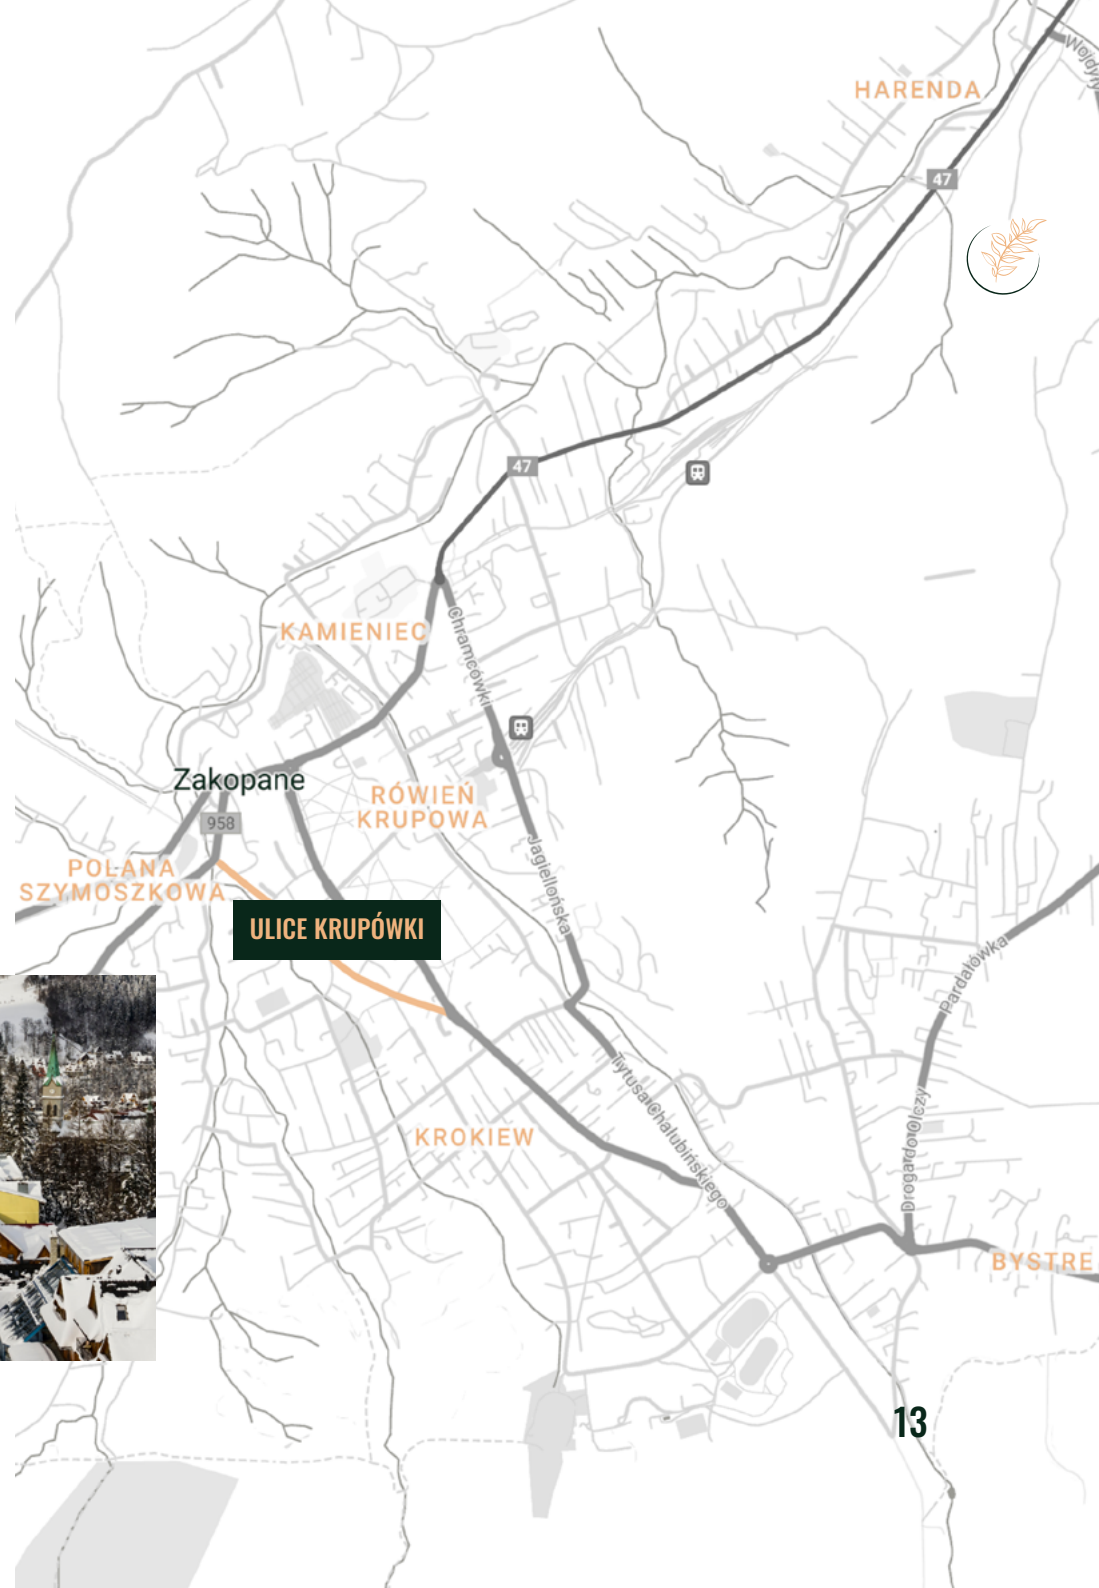 Wojdyły
HARENDA
47
47
Chramcówki
KAMIENIEC
Zakopane
RÓWIEŃ
KRUPOWA
958
POLANA
SZYMOSZKOWA
Jagiellońska
ULICE KRUPÓWKI
Pardałówka
Tytusa Chałubińskiego
Droga do Olczy
KROKIEW
BYSTRE
13